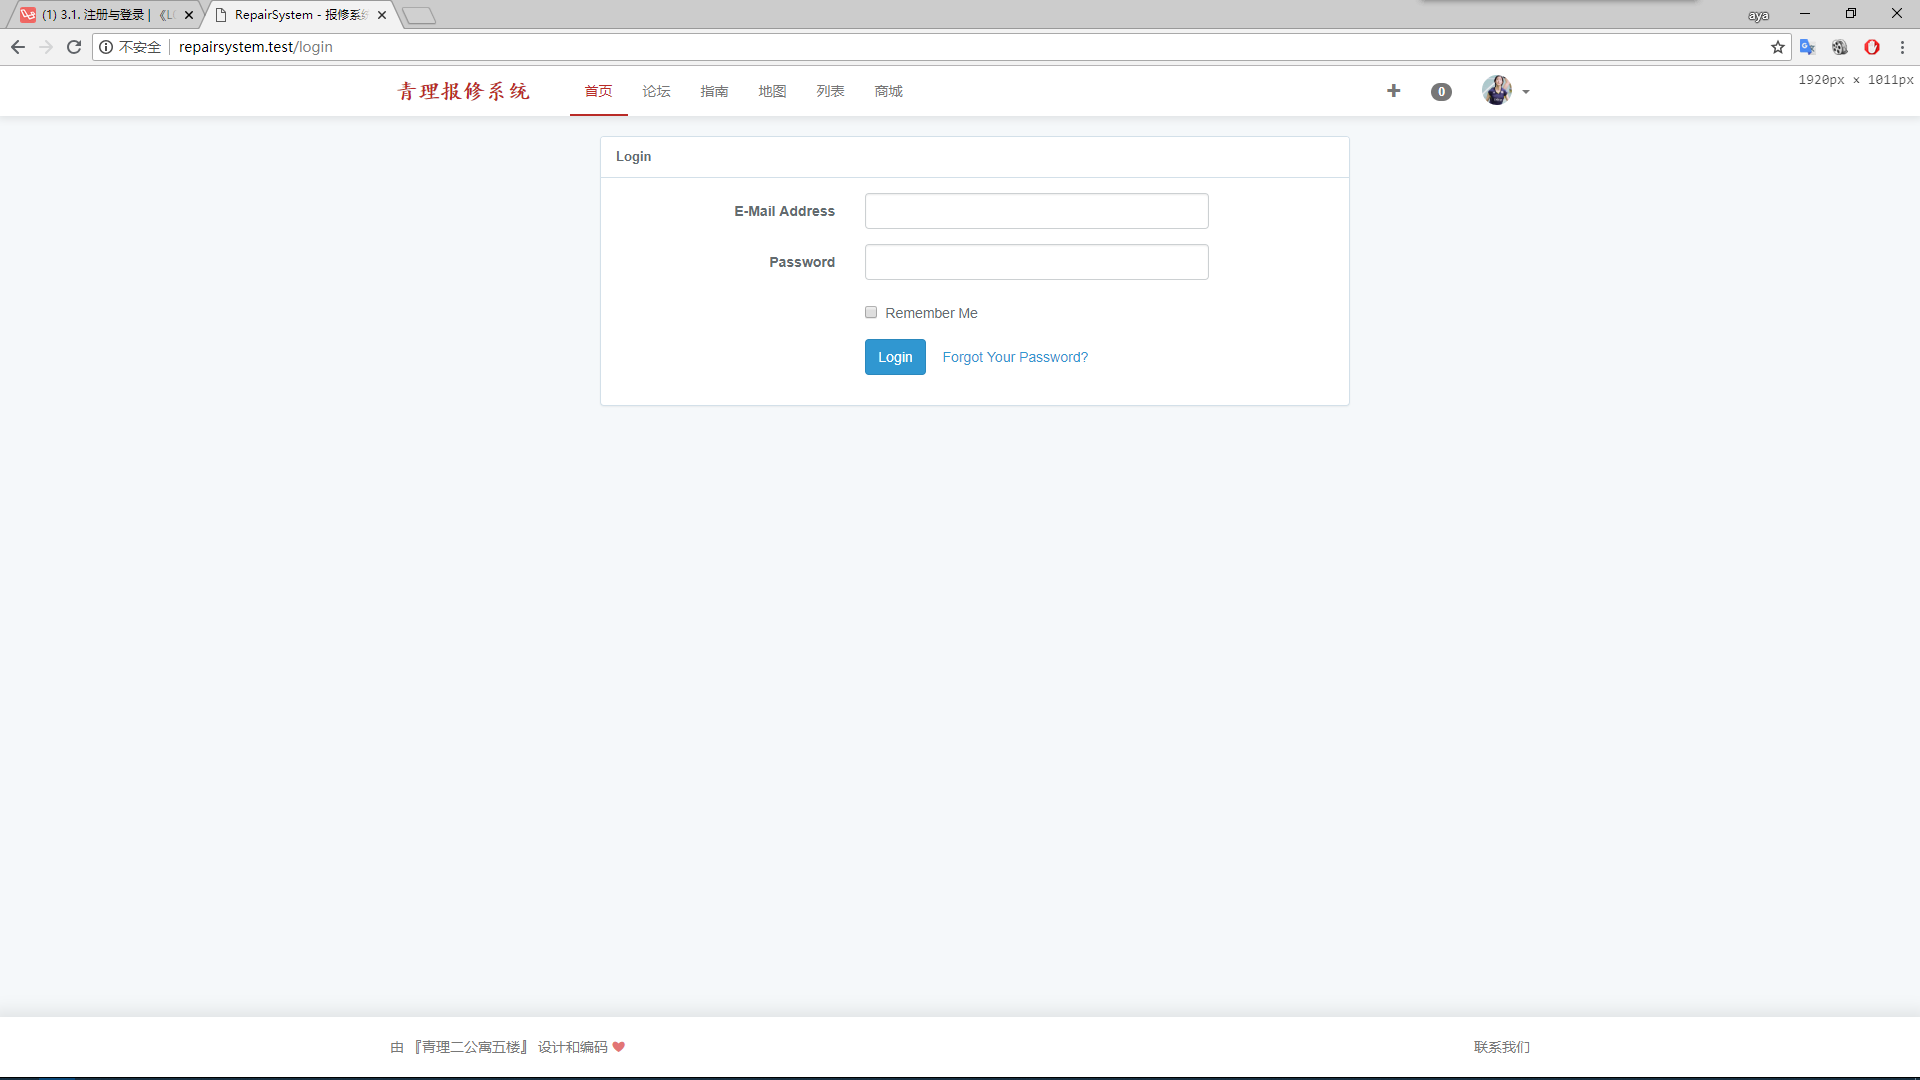 (1) 3.1. 注册与登录 | 《L
RepairSystem - 报修系统
aya
不安全
repairsystem.test/login
1920px × 1011px
青理报修系统
首页
论坛
指南
地图
列表
商城
0
Login
E-Mail Address
Password
Remember Me
Login
Forgot Your Password?
由 『青理二公寓五楼』 设计和编码
联系我们